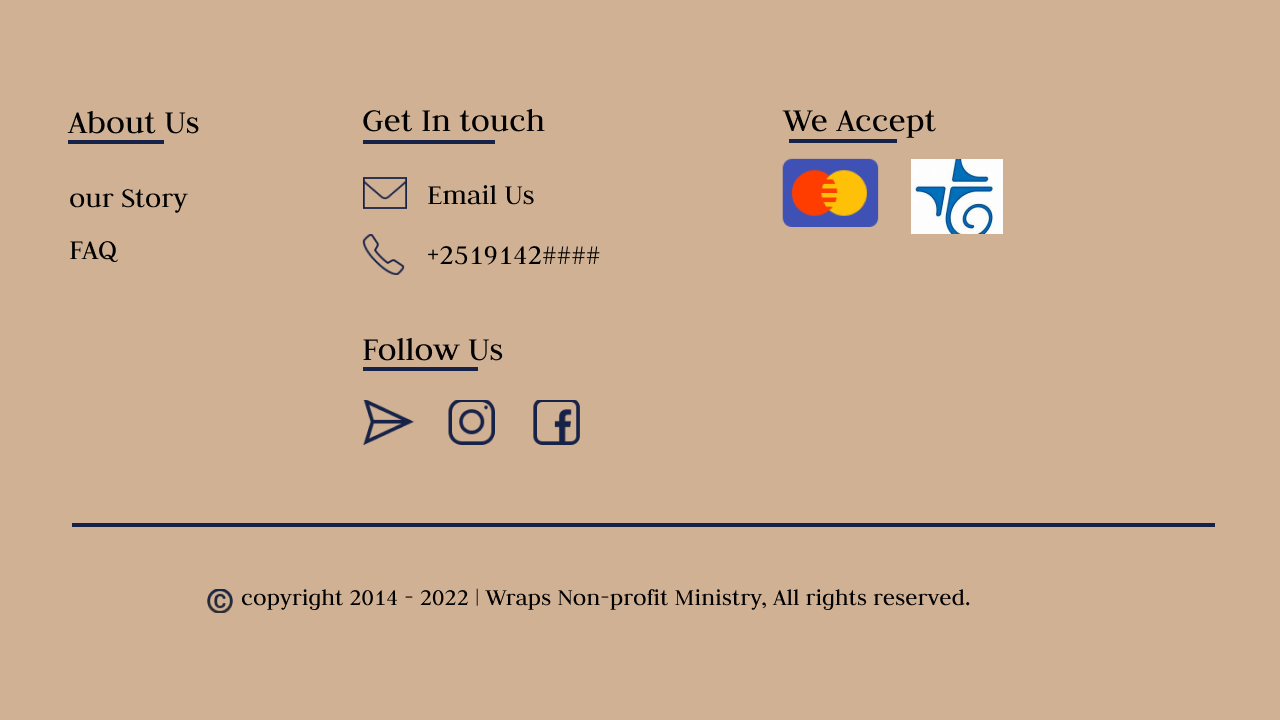 About Us
our Story
FAQ
Get In touch
Email Us
+2519142####
Follow Us
We Accept
© copyright 2014 - 2022 | Wraps Non-profit Ministry, All rights reserved.